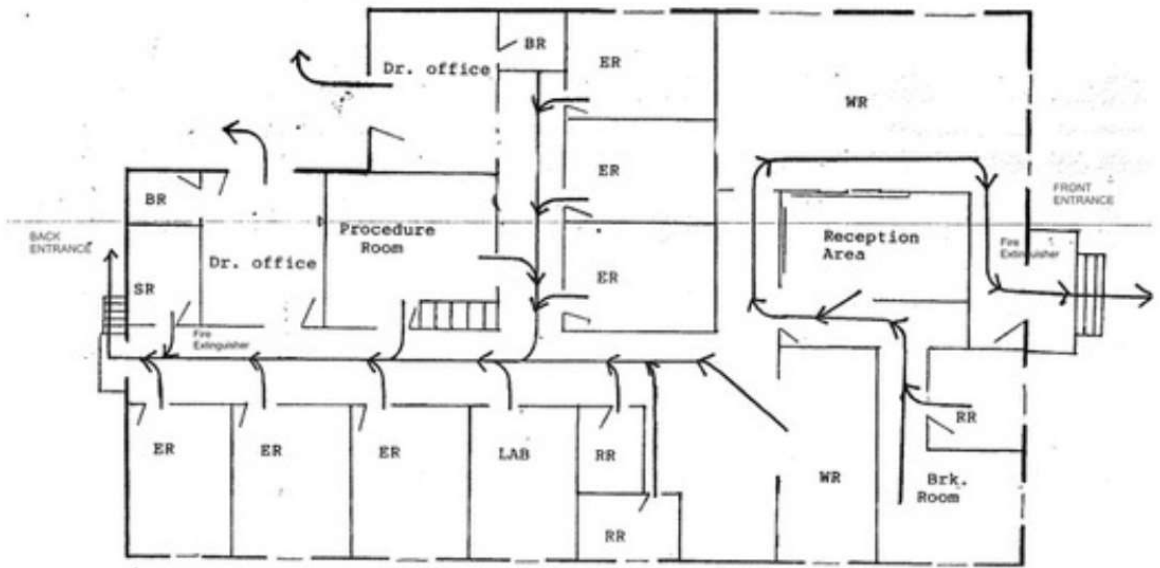 BR
Dr. office
ER
WR
ER
BR
FRONT
ENTRANCE
Procedure
Room
Reception
Area
BACK
ENTRANCE
Fire
Extinguisher
Dr. office
ER
SR
Fire
Extinguisher
RR
ER
ER
ER
LAB
RR
WR
Brk.
Room
RR